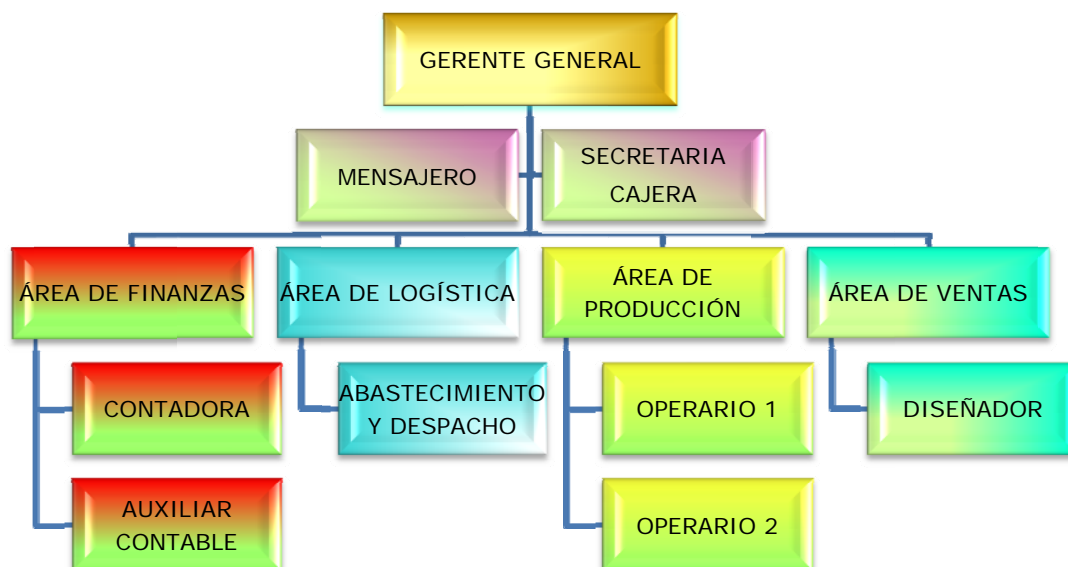 GERENTE GENERAL
MENSAJERO
SECRETARIA
CAJERA
ÁREA DE FINANZAS
ÁREA DE LOGÍSTICA
ÁREA DE
PRODUCCIÓN
ÁREA DE VENTAS
CONTADORA
ABASTECIMIENTO
Y DESPACHO
OPERARIO 1
DISEÑADOR
AUXILIAR
CONTABLE
OPERARIO 2